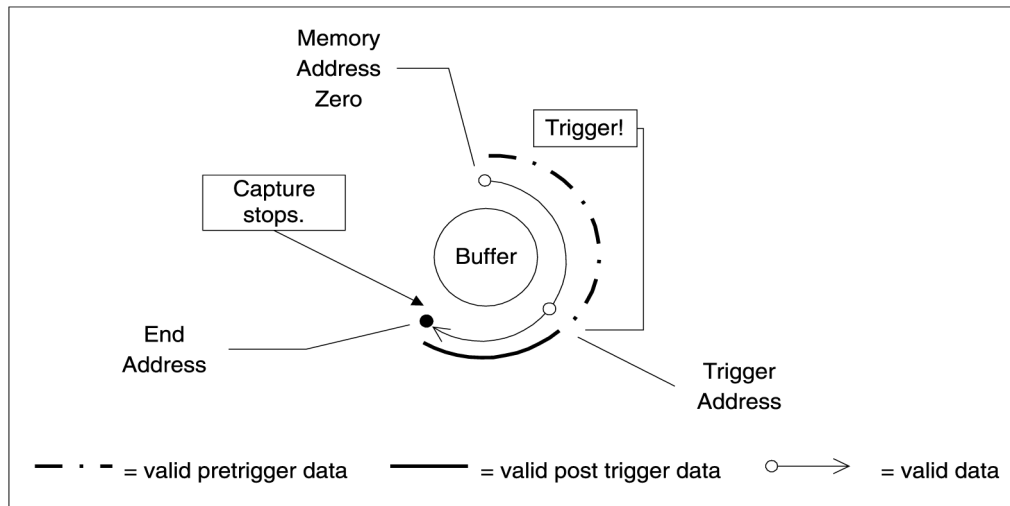 Memory
Address
Zero
Trigger!
Capture
stops.
Buffer
End
Address
Trigger
Address
= valid pretrigger data
= valid post trigger data
= valid data